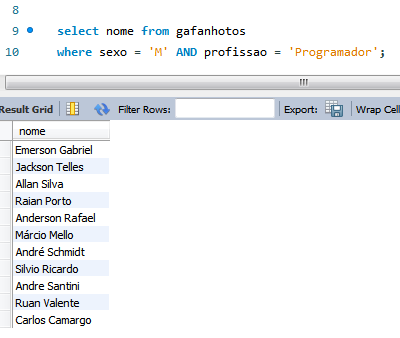 8
9 select nome from gafanhotos
10 where sexo = 'M' AND profissao = 'Programador';
Result Grid Filter Rows: Export: Wrap Cell
nome
Emerson Gabriel
Jackson Telles
Allan Silva
Raian Porto
Anderson Rafael
Márcio Mello
André Schmidt
Silvio Ricardo
Andre Santini
Ruan Valente
Carlos Camargo